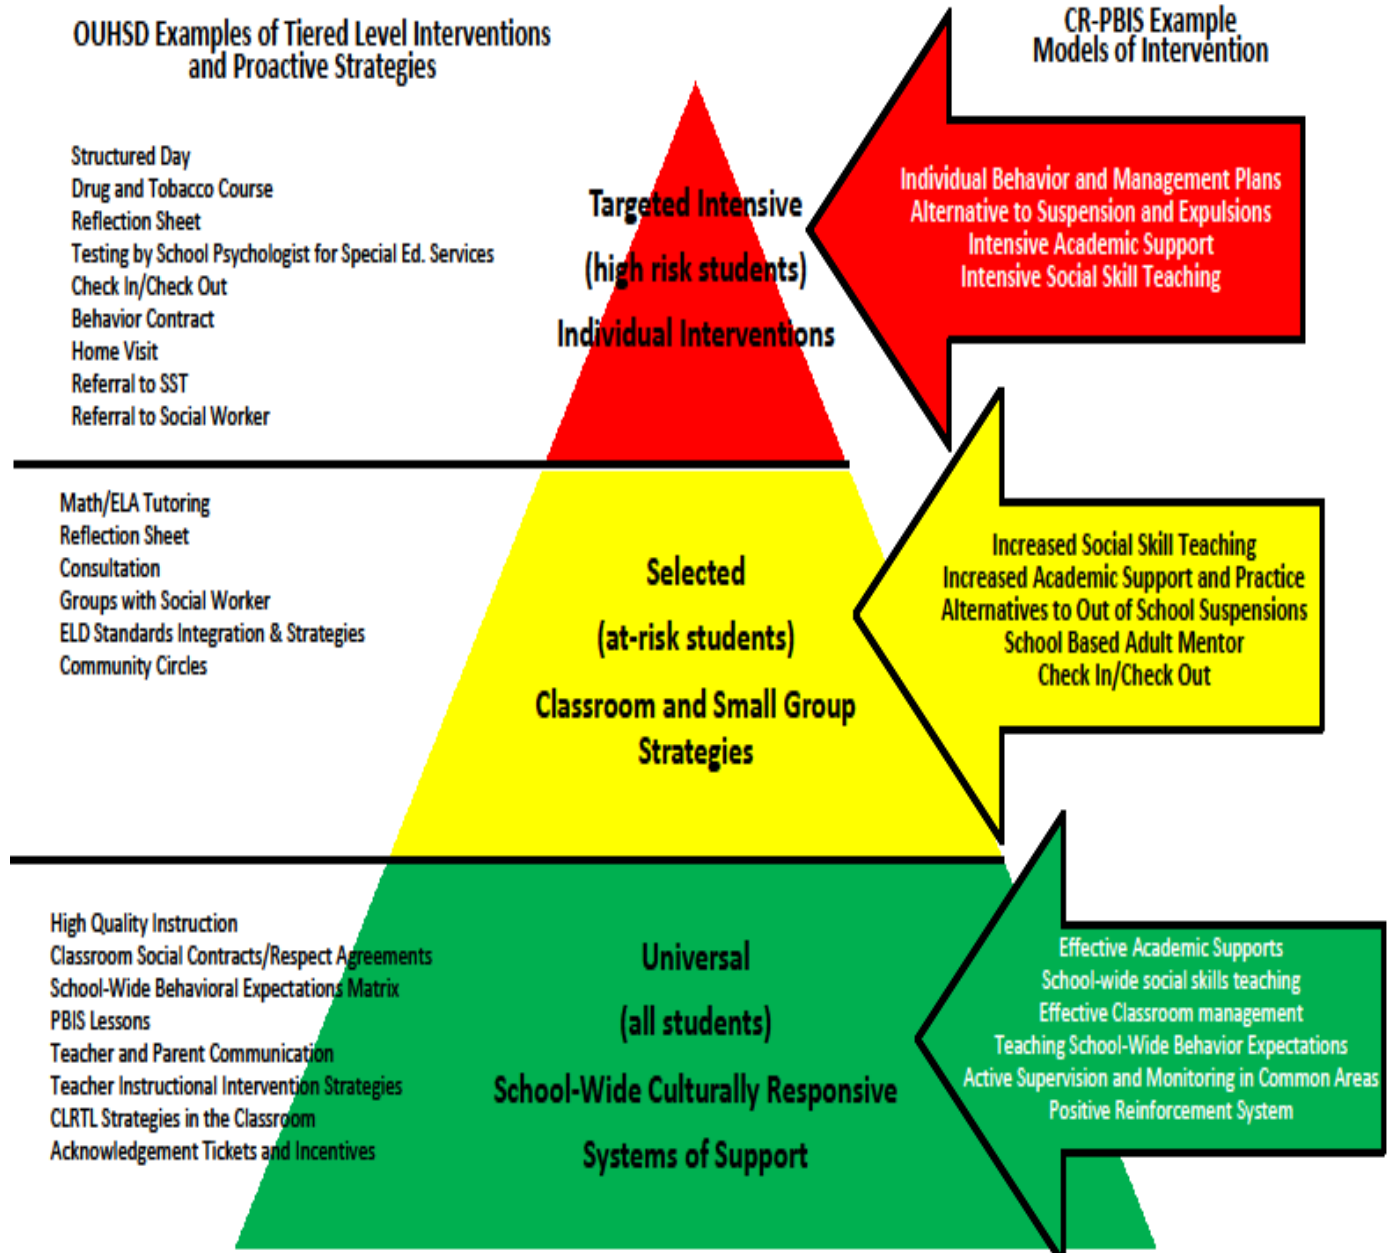 OUHSD Examples of Tiered Level Interventions
and Proactive Strategies
CR-PBIS Example
Models of Intervention
Structured Day
Drug and Tobacco Course
Reflection Sheet
Testing by School Psychologist for Special Ed. Services
Check In/Check Out
Behavior Contract
Home Visit
Referral to SST
Referral to Social Worker
Targeted Intensive
(high risk students)
Individual Interventions
Individual Behavior and Management Plans
Alternative to Suspension and Expulsions
Intensive Academic Support
Intensive Social Skill Teaching
Math/ELA Tutoring
Reflection Sheet
Consultation
Groups with Social Worker
ELD Standards Integration & Strategies
Community Circles
Selected
(at-risk students)
Classroom and Small Group
Strategies
Increased Social Skill Teaching
Increased Academic Support and Practice
Alternatives to Out of School Suspensions
School Based Adult Mentor
Check In/Check Out
High Quality Instruction
Classroom Social Contracts/Respect Agreements
School-Wide Behavioral Expectations Matrix
PBIS Lessons
Teacher and Parent Communication
Teacher Instructional Intervention Strategies
CLRTL Strategies in the Classroom
Acknowledgement Tickets and Incentives
Universal
(all students)
School-Wide Culturally Responsive
Systems of Support
Effective Academic Supports
School-wide social skills teaching
Effective Classroom management
Teaching School-Wide Behavior Expectations
Active Supervision and Monitoring in Common Areas
Positive Reinforcement System